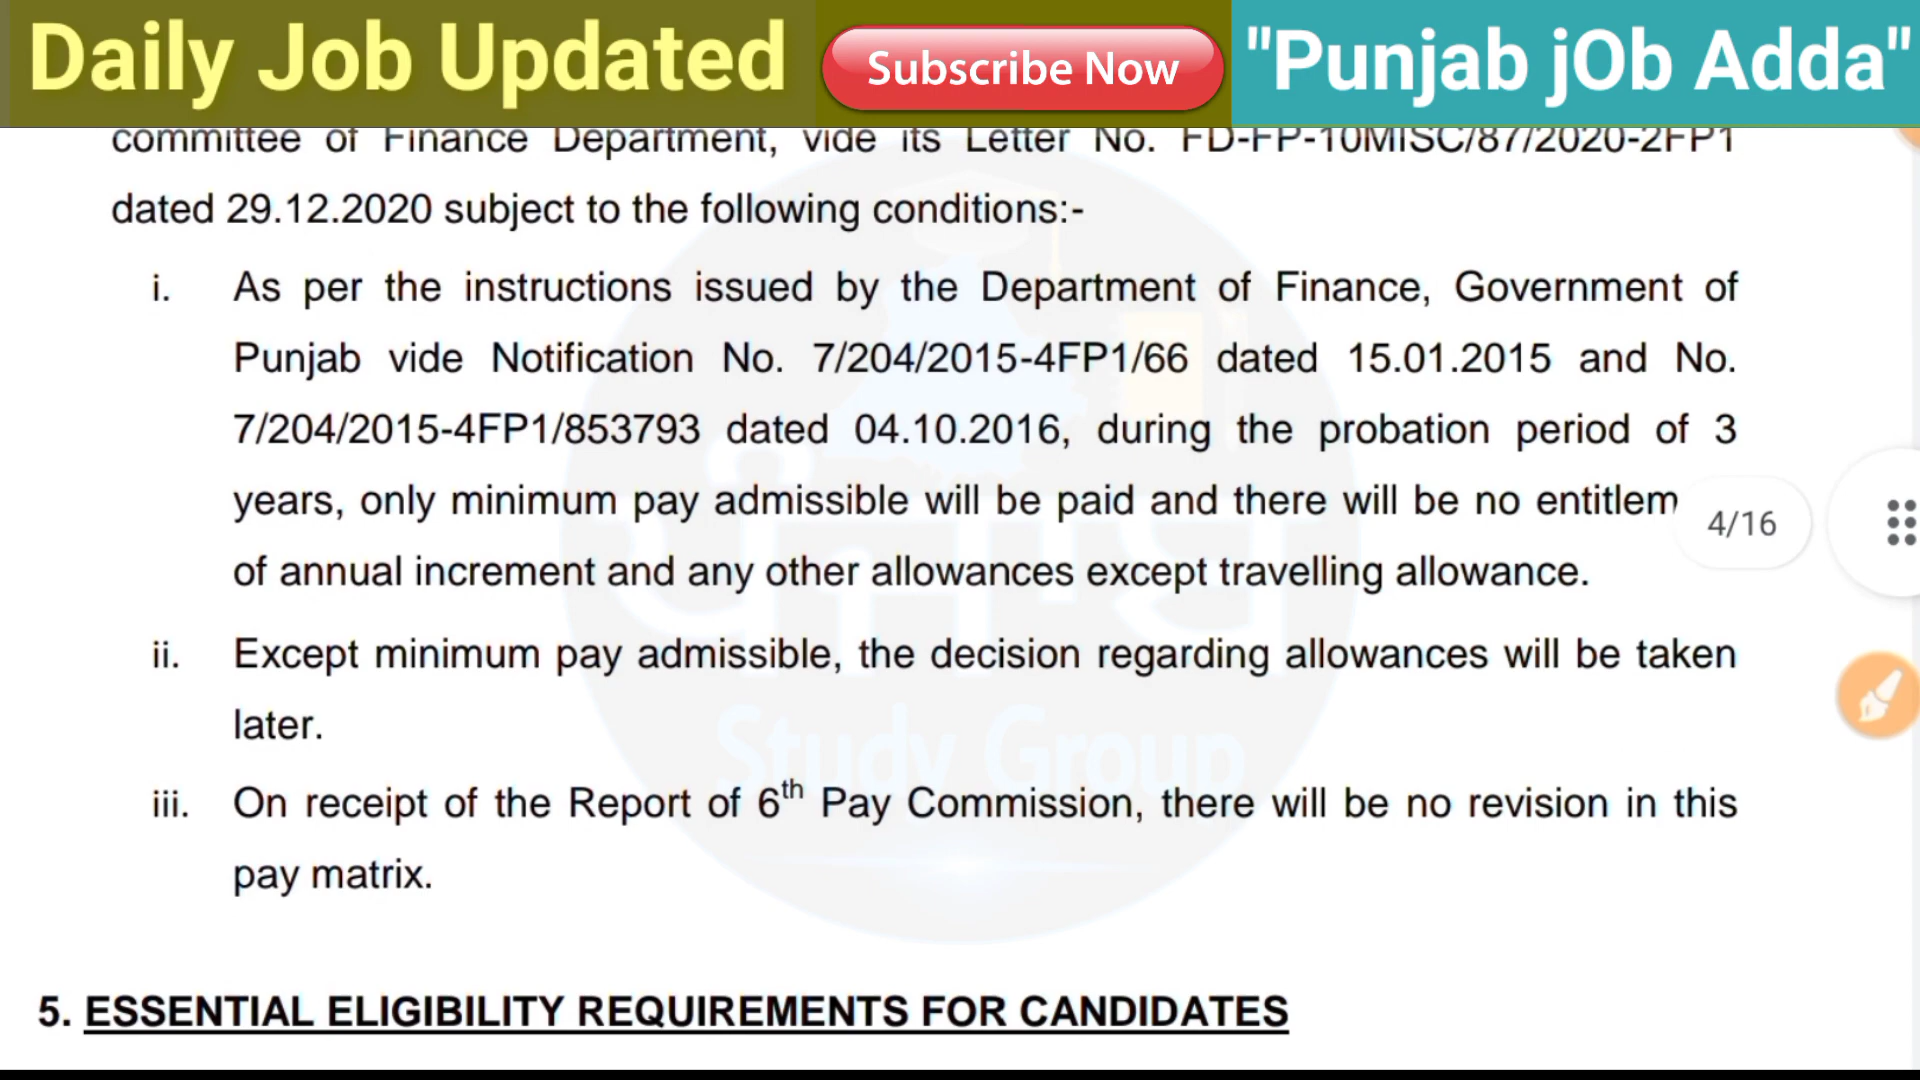 Daily Job Updated
Subscribe Now
"Punjab jOb Adda"
committee of Finance Department, vide its Letter No. FD-FP-10MISC/87/2020-2FP1
dated 29.12.2020 subject to the following conditions:-
i. As per the instructions issued by the Department of Finance, Government of
Punjab vide Notification No. 7/204/2015-4FP1/66 dated 15.01.2015 and No.
7/204/2015-4FP1/853793 dated 04.10.2016, during the probation period of 3
years, only minimum pay admissible will be paid and there will be no entitlem
4/16
of annual increment and any other allowances except travelling allowance.
ii. Except minimum pay admissible, the decision regarding allowances will be taken
later.
iii. On receipt of the Report of 6th Pay Commission, there will be no revision in this
pay matrix.
Study Group
5. ESSENTIAL ELIGIBILITY REQUIREMENTS FOR CANDIDATES